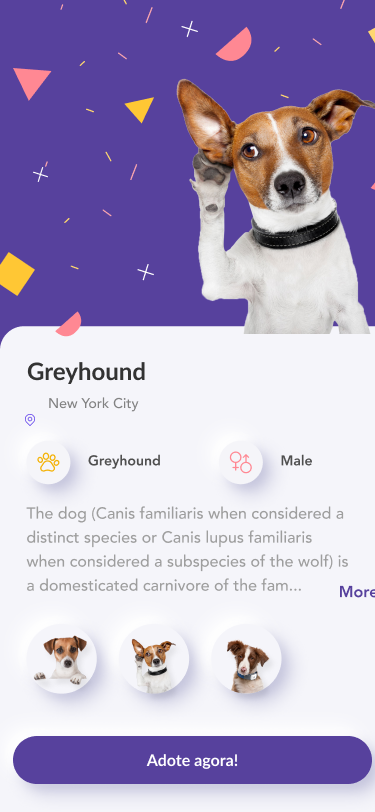 Greyhound
New York City
Greyhound
Male
The dog (Canis familiaris when considered a
distinct species or Canis lupus familiaris
when considered a subspecies of the wolf) is
a domesticated carnivore of the fam...
More
Adote agora!